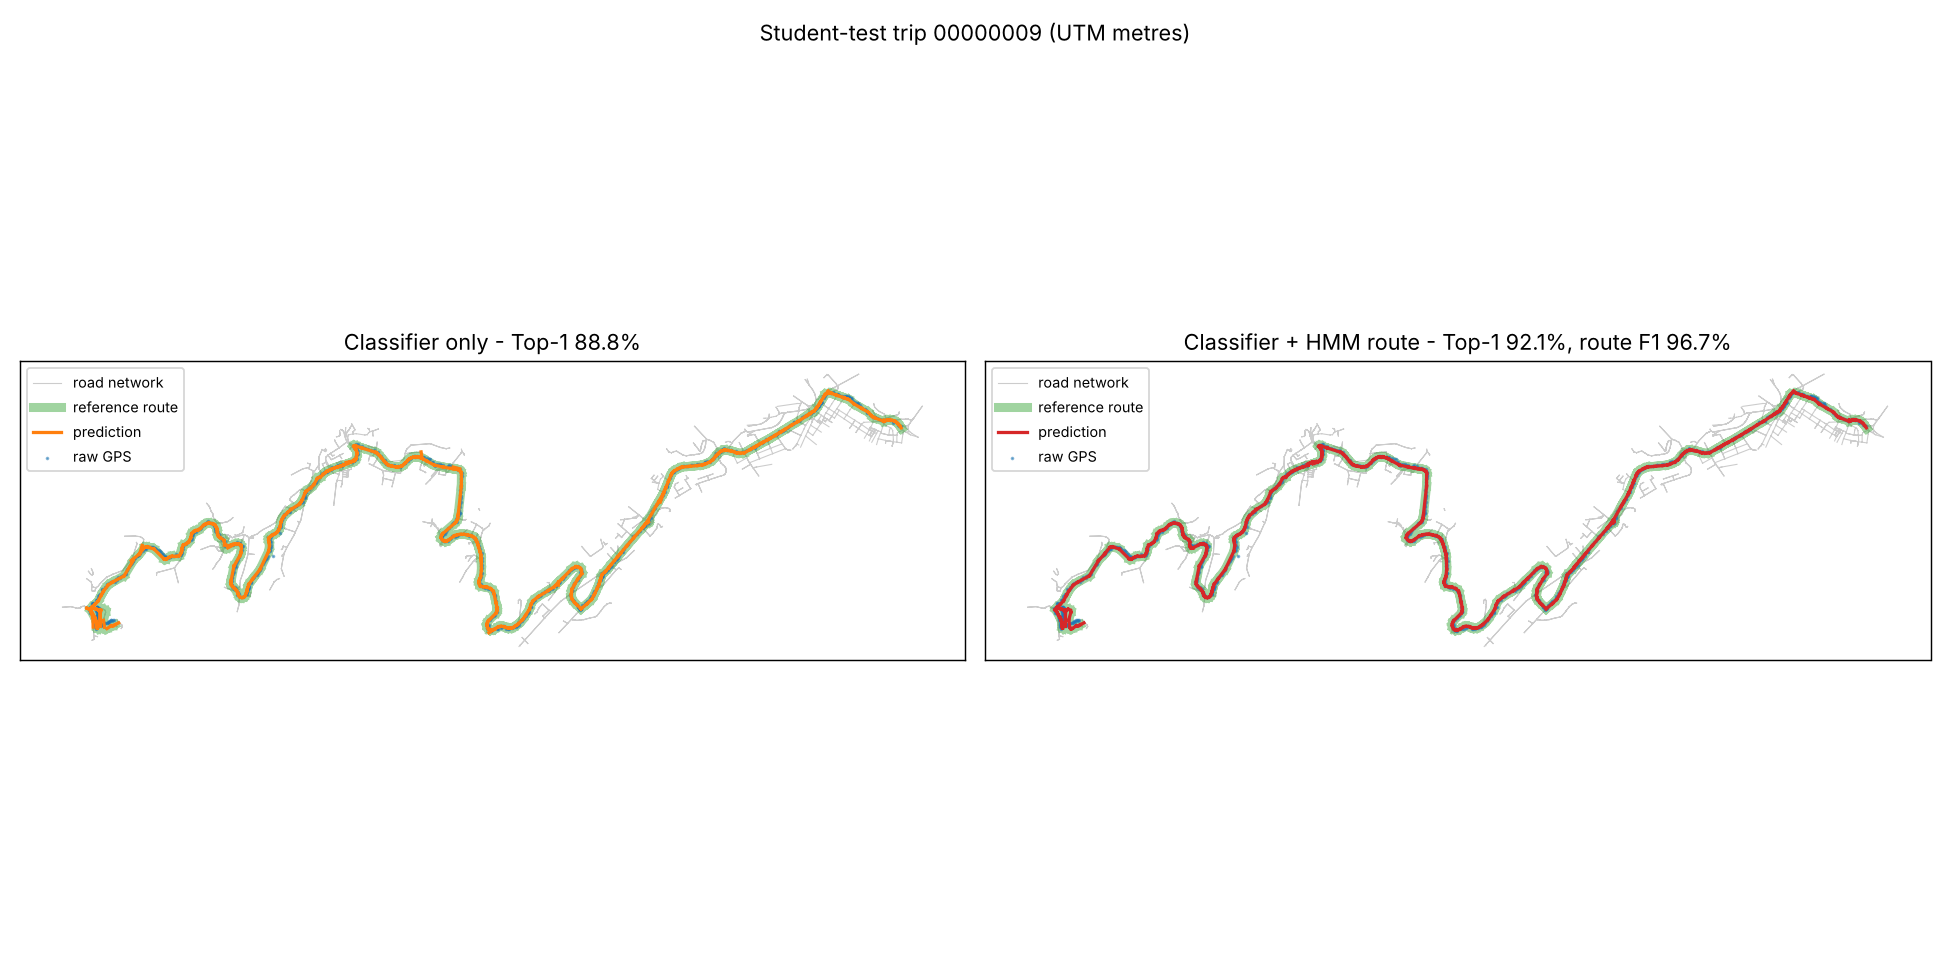 Student-test trip 00000009 (UTM metres)
Classifier only - Top-1 88.8%
road network
reference route
prediction
raw GPS
Classifier + HMM route - Top-1 92.1%, route F1 96.7%
road network
reference route
prediction
raw GPS